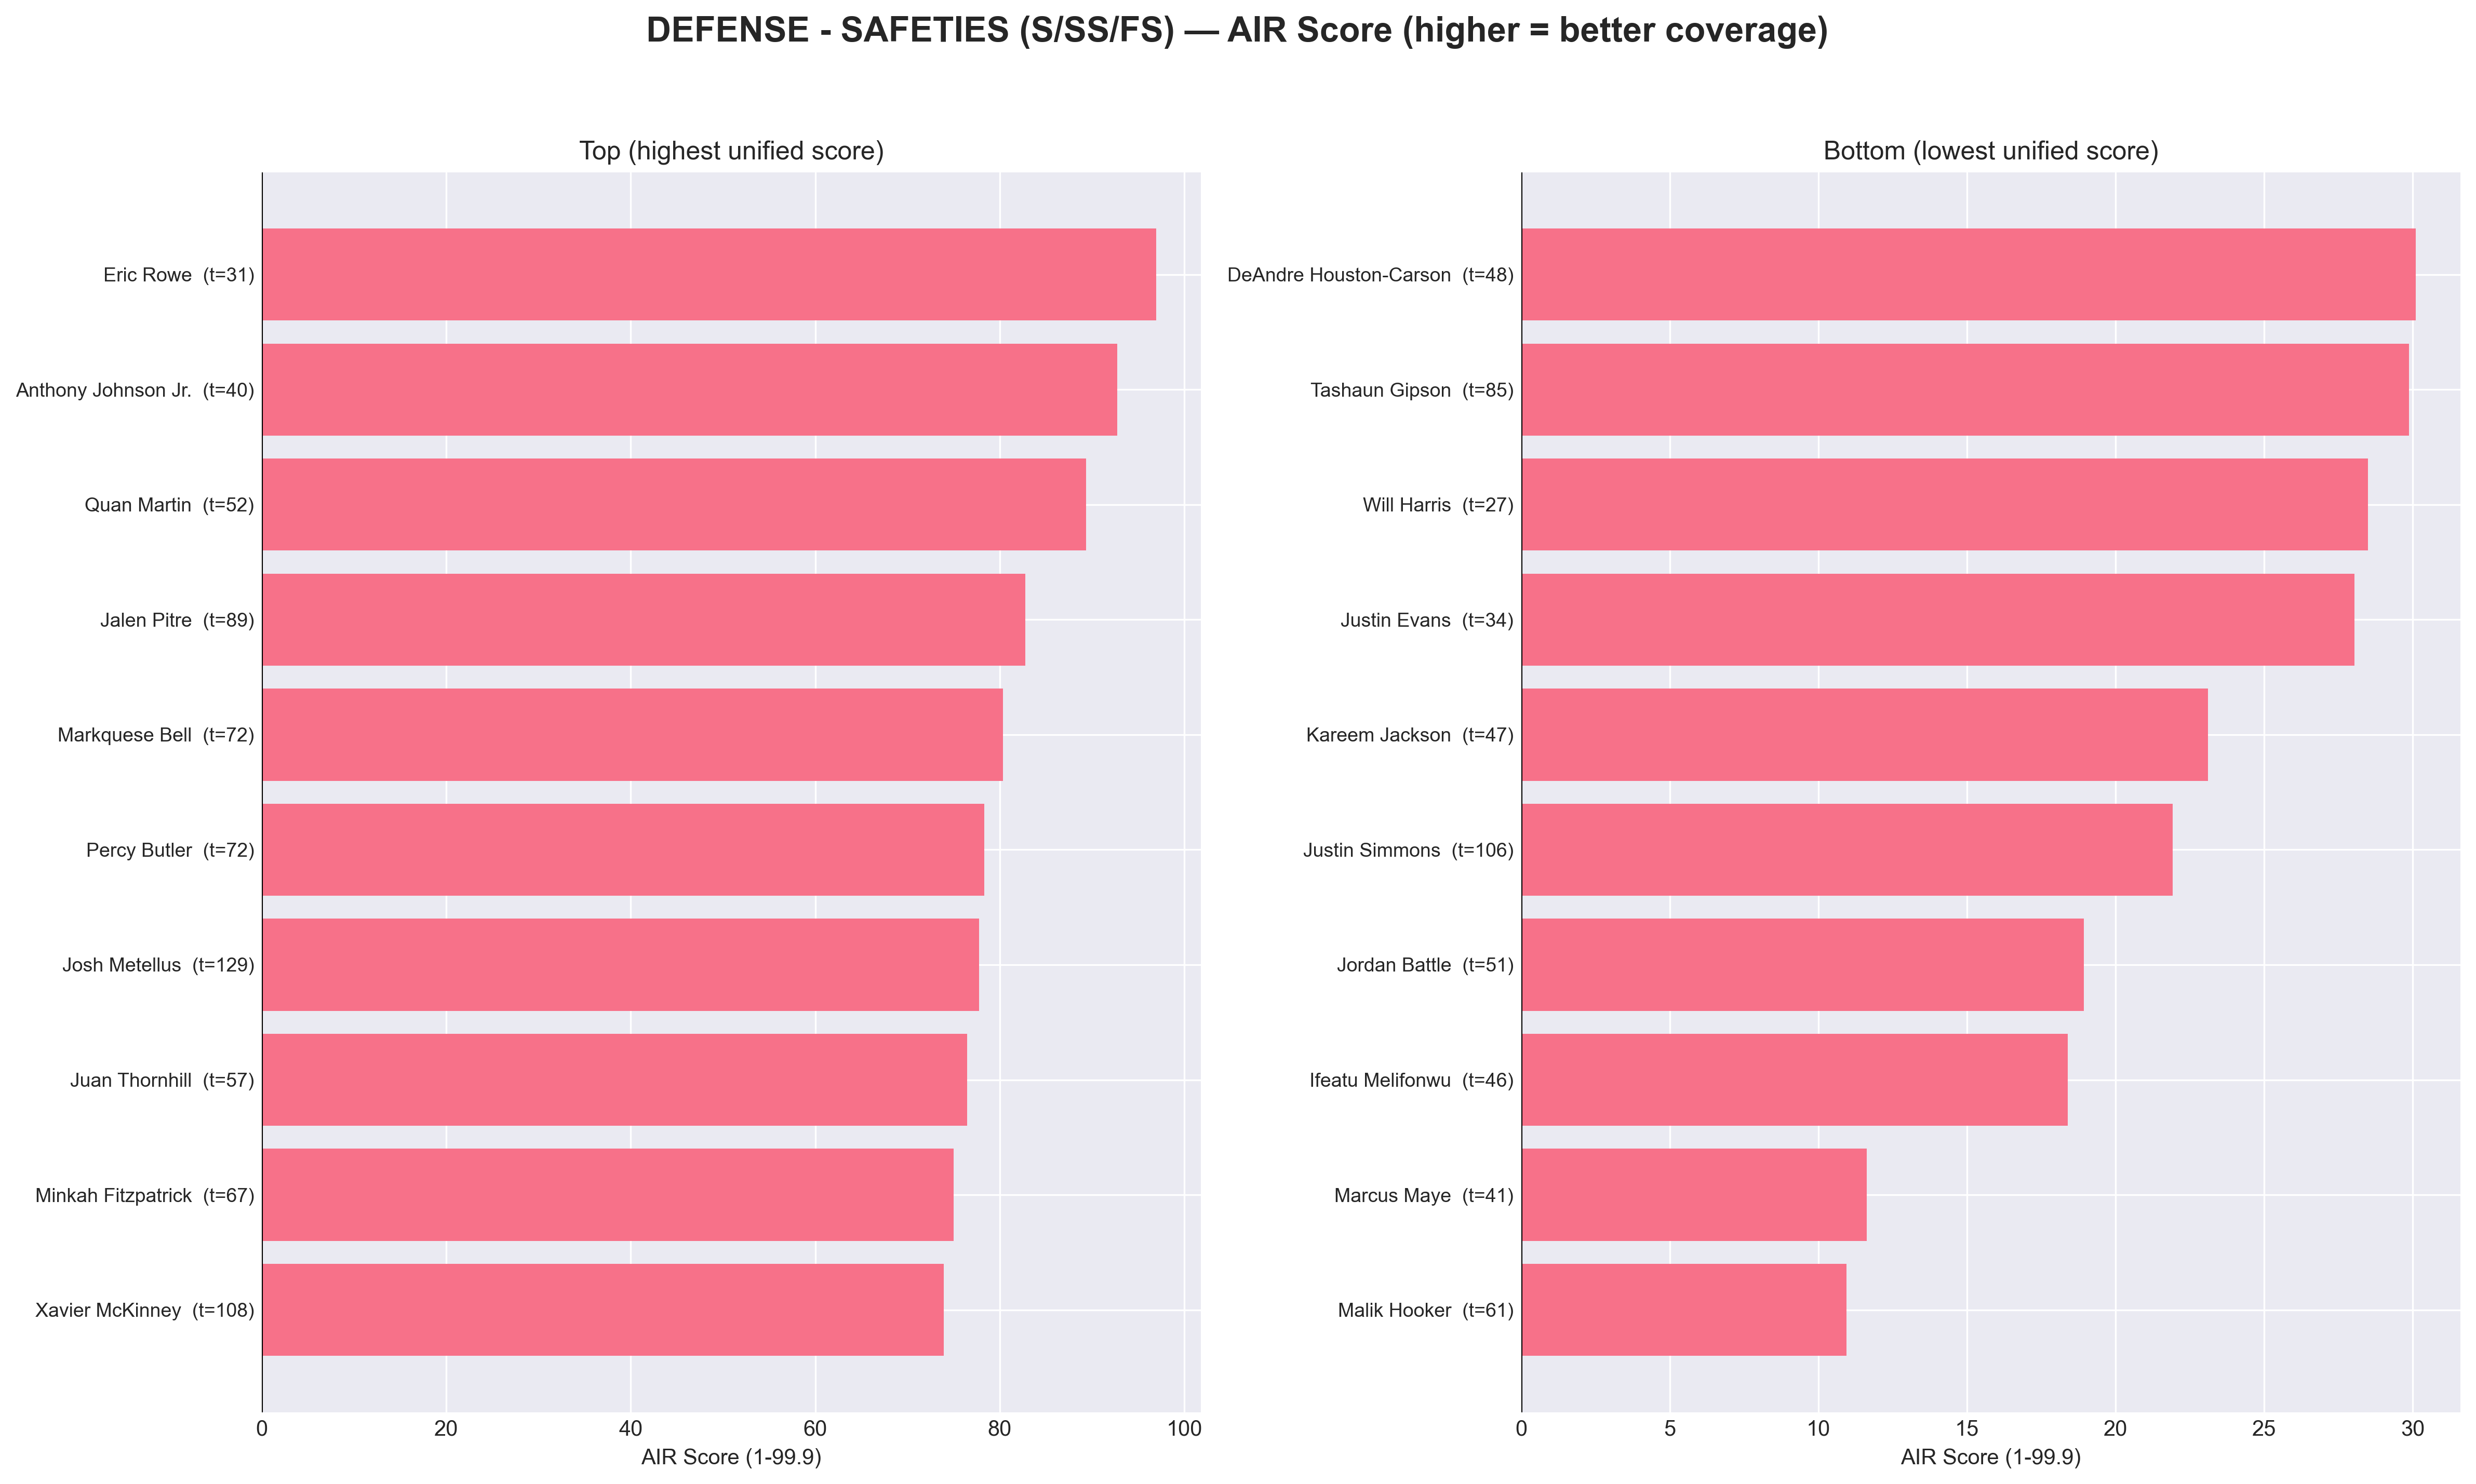 DEFENSE - SAFETIES (S/SS/FS) — AIR Score (higher = better coverage)
Top (highest unified score)
Eric Rowe (t=31)
Anthony Johnson Jr. (t=40)
Quan Martin (t=52)
Jalen Pitre (t=89)
Markquese Bell (t=72)
Percy Butler (t=72)
Josh Metellus (t=129)
Juan Thornhill (t=57)
Minkah Fitzpatrick (t=67)
Xavier McKinney (t=108)
0 20 40 60 80 100
AIR Score (1-99.9)
Bottom (lowest unified score)
DeAndre Houston-Carson (t=48)
Tashaun Gipson (t=85)
Will Harris (t=27)
Justin Evans (t=34)
Kareem Jackson (t=47)
Justin Simmons (t=106)
Jordan Battle (t=51)
Ifeatu Melifonwu (t=46)
Marcus Maye (t=41)
Malik Hooker (t=61)
0 5 10 15 20 25 30
AIR Score (1-99.9)